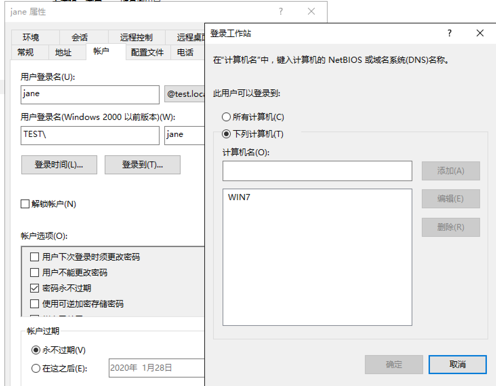 jane 属性
环境 会话 远程控制 远程桌面
常规 地址 帐户 配置文件 电话
用户登录名(U):
jane @test.loca
用户登录名(Windows 2000 以前版本)(W):
TEST\ jane
登录时间(L)... 登录到(T)...
解锁帐户(N)
帐户选项(O):
用户下次登录时须更改密码
用户不能更改密码
密码永不过期
使用可逆加密存储密码
帐户过期
永不过期(V)
在这之后(E): 2020年 1月28日
登录工作站
在"计算机名"中，键入计算机的 NetBIOS 或域名系统(DNS)名称。
此用户可以登录到:
所有计算机(C)
下列计算机(T)
计算机名(O):
添加(A)
WIN7
编辑(E)
删除(R)
确定 取消